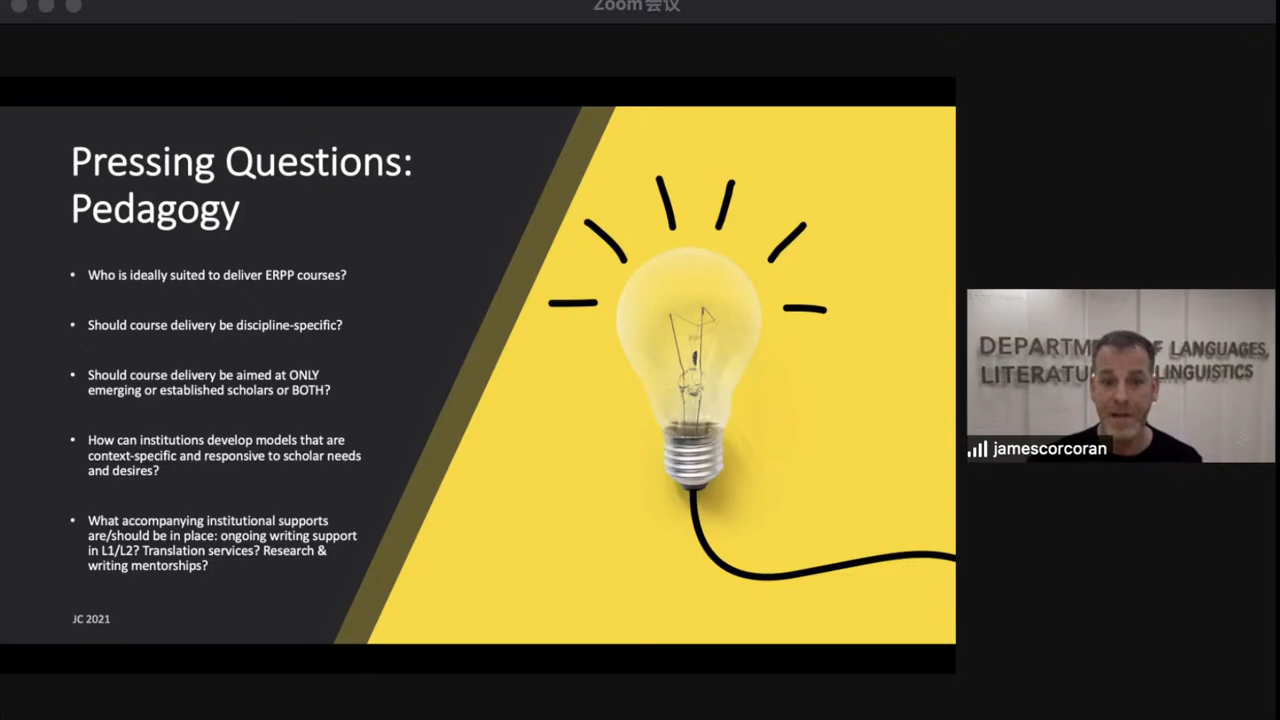 Zoom会议
Pressing Questions:
Pedagogy
• Who is ideally suited to deliver ERPP courses?
• Should course delivery be discipline-specific?
• Should course delivery be aimed at ONLY
emerging or established scholars or BOTH?
• How can institutions develop models that are
context-specific and responsive to scholar needs
and desires?
• What accompanying institutional supports
are/should be in place: ongoing writing support
in L1/L2? Translation services? Research &
writing mentorships?
JC 2021
DEPARTM F LANGUAGES,
LITERATU LINGUISTICS
jamescorcoran